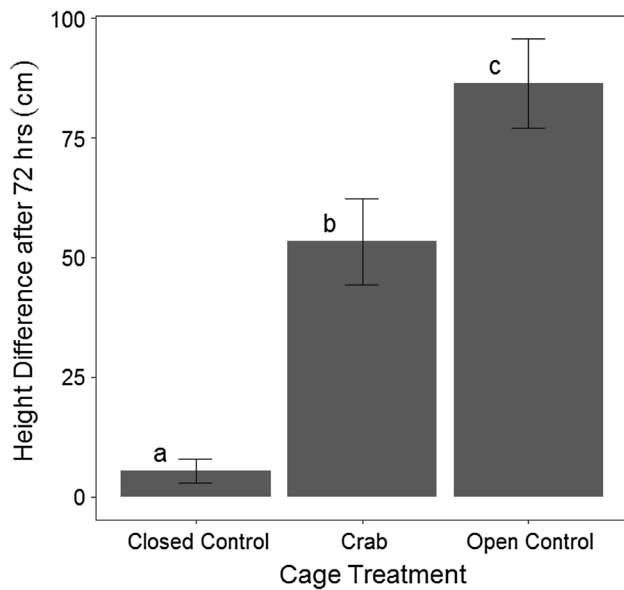 Height Difference after 72 hrs (cm)
100
75
50
25
0
a
b
c
Closed Control
Crab
Open Control
Cage Treatment